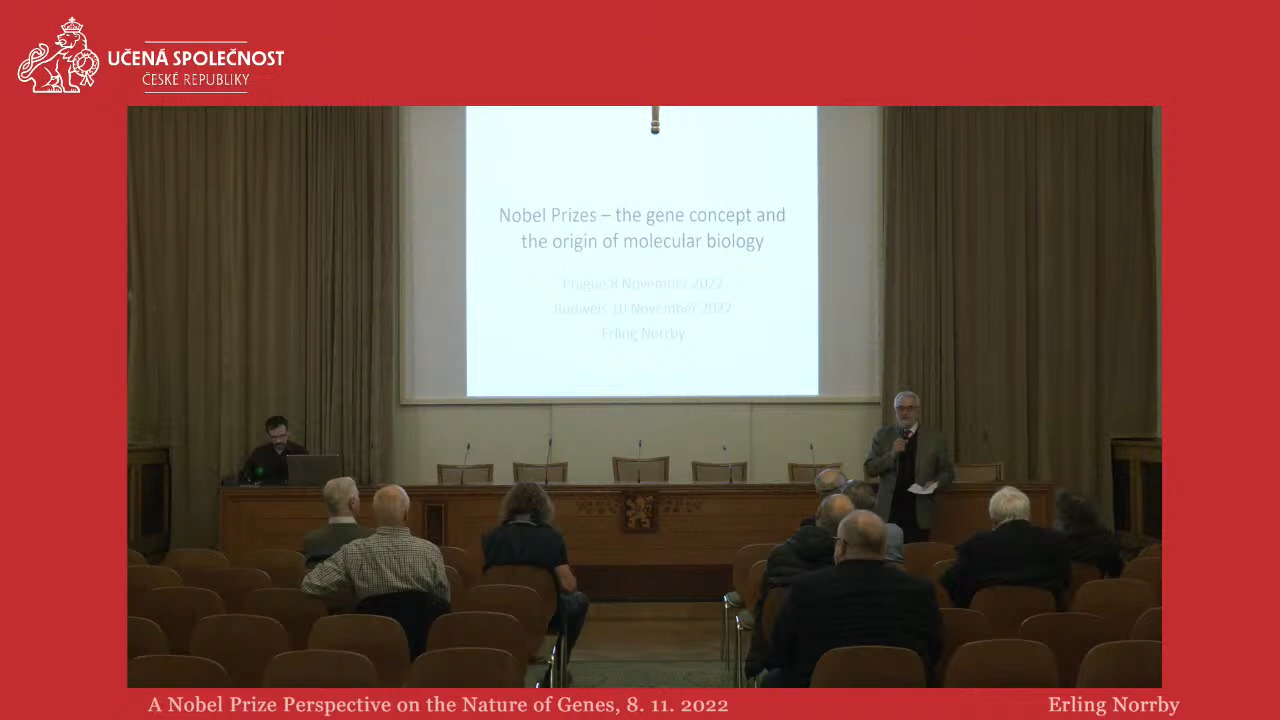 UČENÁ SPOLEČNOST
ČESKÉ REPUBLIKY
Nobel Prizes – the gene concept and
the origin of molecular biology
Prague 8 November 2022
Budweis 10 November 2022
Erling Norrby
A Nobel Prize Perspective on the Nature of Genes, 8. 11. 2022
Erling Norrby